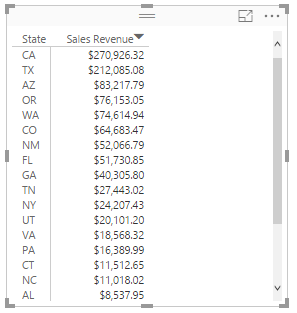 State Sales Revenue
CA $270,926.32
TX $212,085.08
AZ $83,217.79
OR $76,153.05
WA $74,614.94
CO $64,683.47
NM $52,066.79
FL $51,730.85
GA $40,305.80
TN $27,443.02
NY $24,207.43
UT $20,101.20
VA $18,568.32
PA $16,389.99
CT $11,512.65
NC $11,018.02
AL $8,537.95